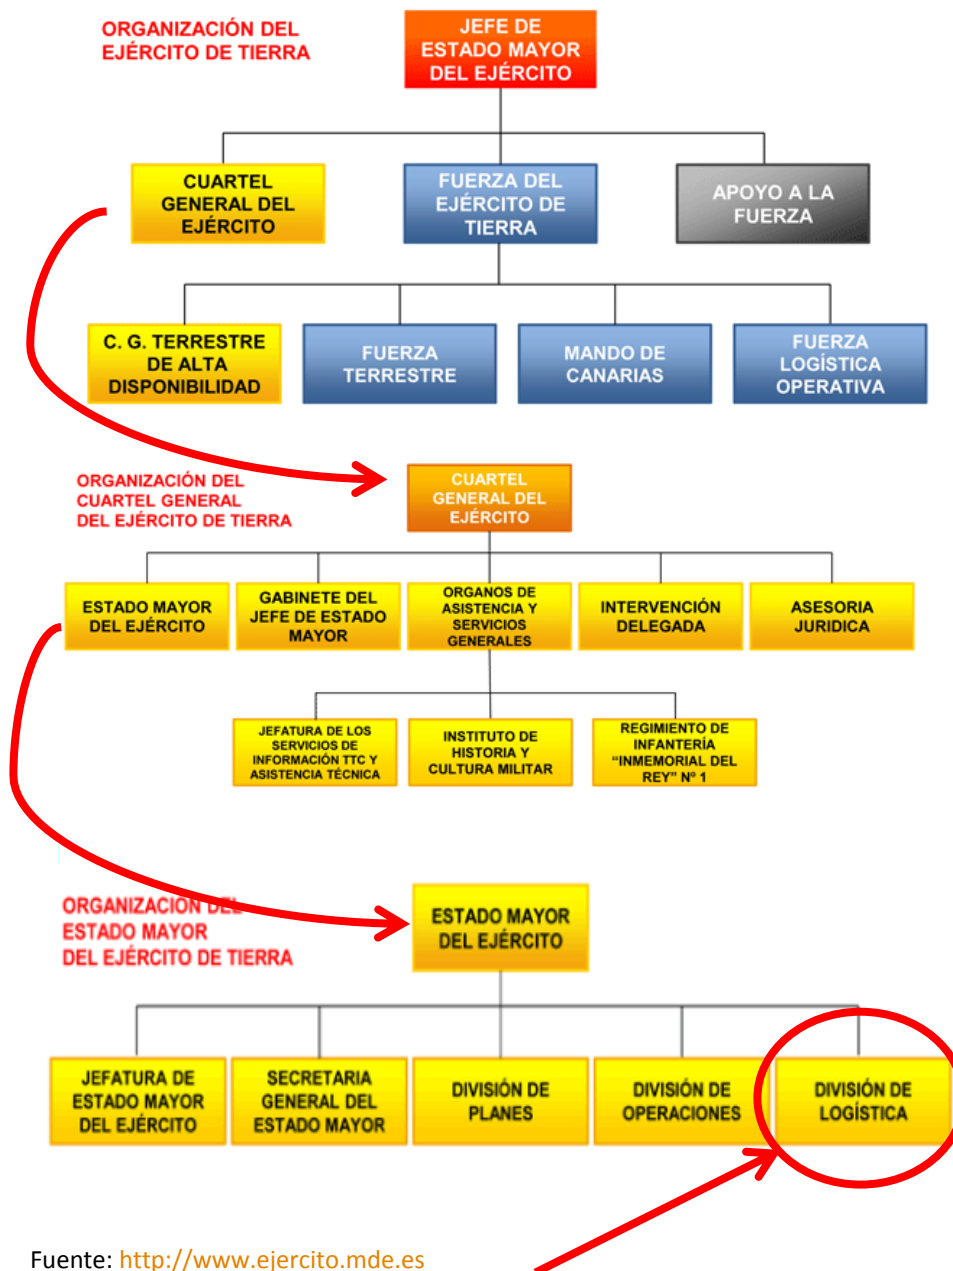 ORGANIZACIÓN DEL
EJÉRCITO DE TIERRA
JEFE DE
ESTADO MAYOR
DEL EJÉRCITO
CUARTEL
GENERAL DEL
EJÉRCITO
FUERZA DEL
EJÉRCITO DE
TIERRA
APOYO A LA
FUERZA
C. G. TERRESTRE
DE ALTA
DISPONIBILIDAD
FUERZA
TERRESTRE
MANDO DE
CANARIAS
FUERZA
LOGÍSTICA
OPERATIVA
ORGANIZACIÓN DEL
CUARTEL GENERAL
DEL EJÉRCITO DE TIERRA
CUARTEL
GENERAL DEL
EJÉRCITO
ESTADO MAYOR
DEL EJÉRCITO
GABINETE DEL
JEFE DE ESTADO
MAYOR
ORGANOS DE
ASISTENCIA Y
SERVICIOS
GENERALES
INTERVENCIÓN
DELEGADA
ASESORIA
JURIDICA
JEFATURA DE LOS
SERVICIOS DE
INFORMACIÓN TTC Y
ASISTENCIA TÉCNICA
INSTITUTO DE
HISTORIA Y
CULTURA MILITAR
REGIMIENTO DE
INFANTERÍA
“INMEMORIAL DEL
REY” Nº 1
ORGANIZACIÓN DEL
ESTADO MAYOR
DEL EJÉRCITO DE TIERRA
ESTADO MAYOR
DEL EJÉRCITO
JEFATURA DE
ESTADO MAYOR
DEL EJÉRCITO
SECRETARIA
GENERAL DEL
ESTADO MAYOR
DIVISIÓN DE
PLANES
DIVISIÓN DE
OPERACIONES
DIVISIÓN DE
LOGÍSTICA
Fuente: http://www.ejercito.mde.es